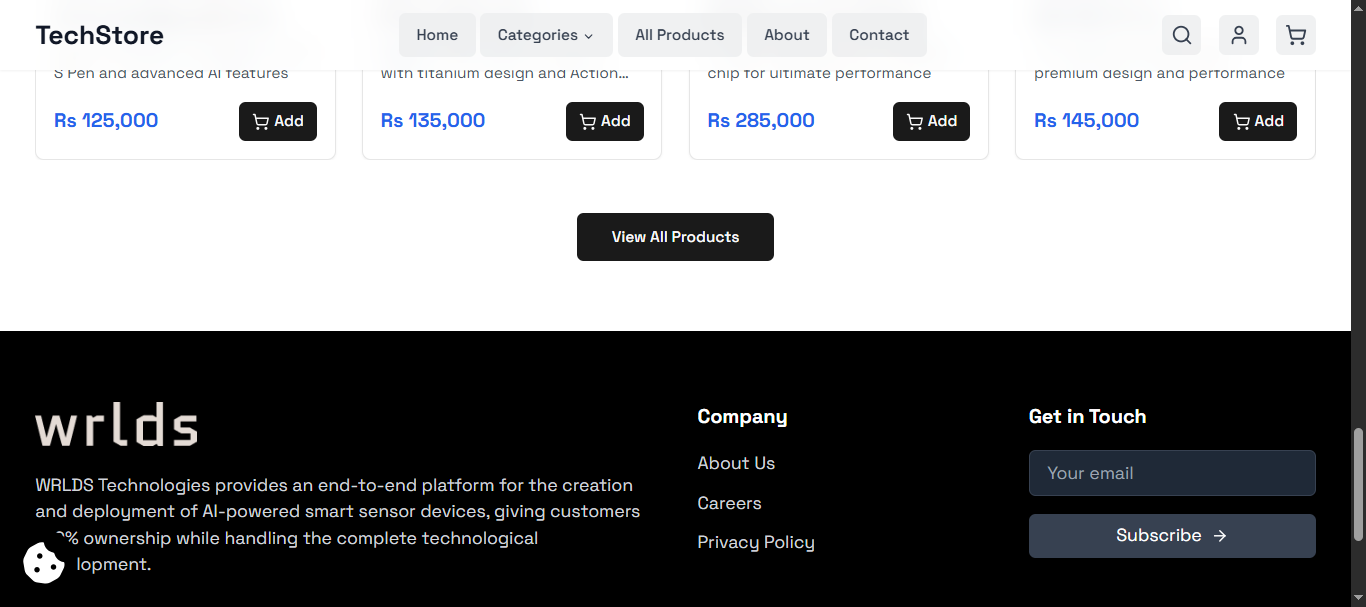 TechStore
Home
Categories
All Products
About
Contact
S Pen and advanced AI features
with titanium design and Action...
chip for ultimate performance
premium design and performance
Rs 125,000
Add
Rs 135,000
Add
Rs 285,000
Add
Rs 145,000
Add
View All Products
wrlds
WRLDS Technologies provides an end-to-end platform for the creation
and deployment of AI-powered smart sensor devices, giving customers
ownership while handling the complete technological
Company
About Us
Careers
Privacy Policy
Get in Touch
Your email
Subscribe